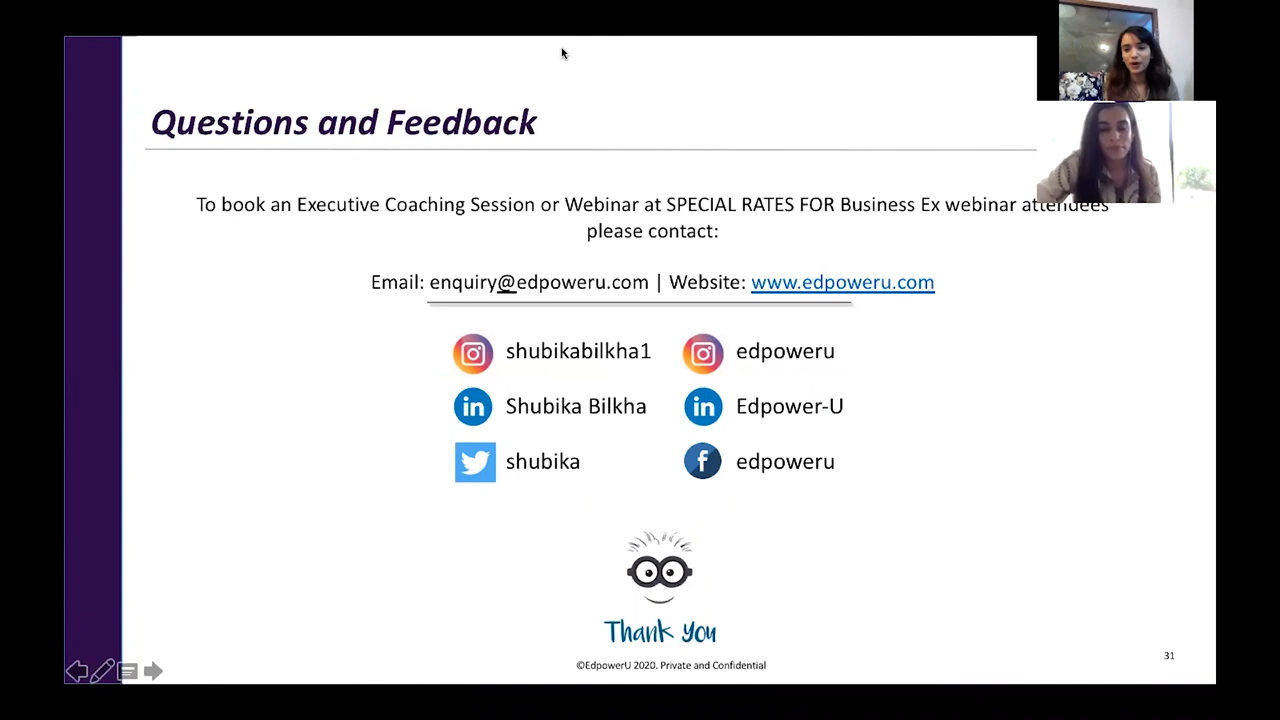 Questions and Feedback
To book an Executive Coaching Session or Webinar at SPECIAL RATES FOR Business Ex webinar attendees
please contact:
Email: enquiry@edpoweru.com | Website: www.edpoweru.com
shubikabilkha1 edpoweru
in Shubika Bilkha in Edpower-U
shubika f edpoweru
Thank You
©EdpowerU 2020. Private and Confidential
31